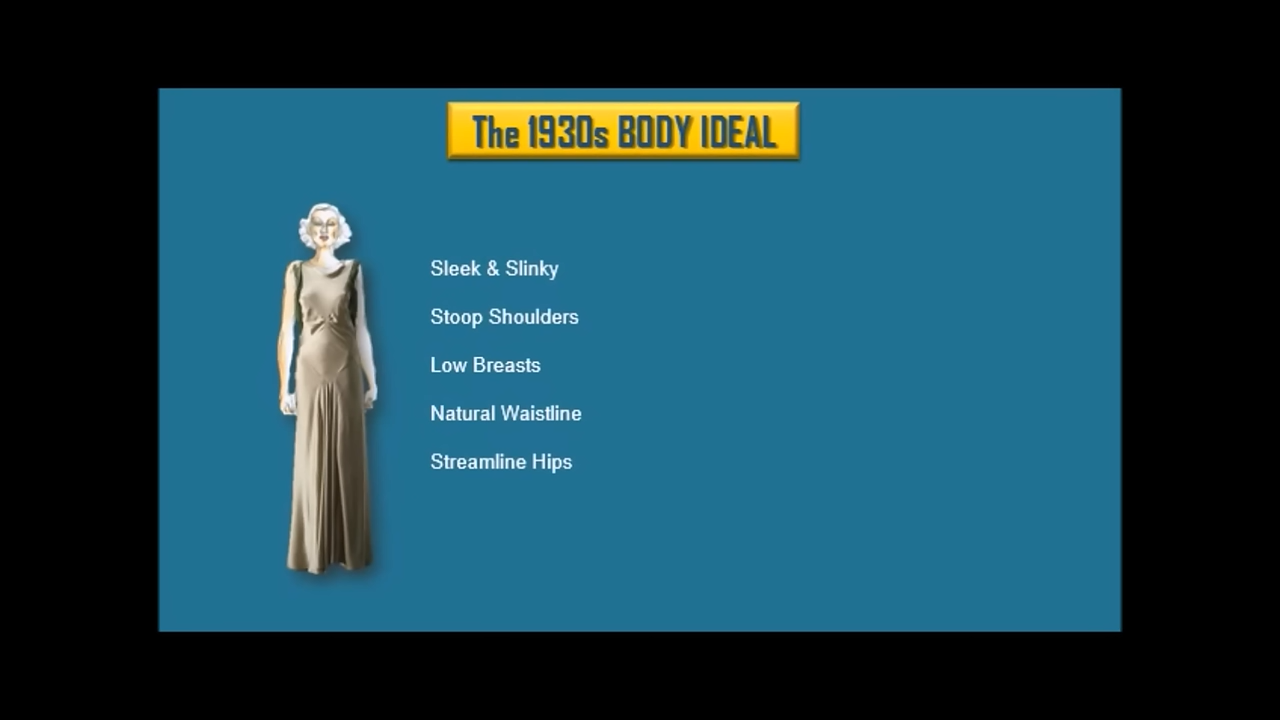 The 1930s BODY IDEAL
Sleek & Slinky
Stoop Shoulders
Low Breasts
Natural Waistline
Streamline Hips